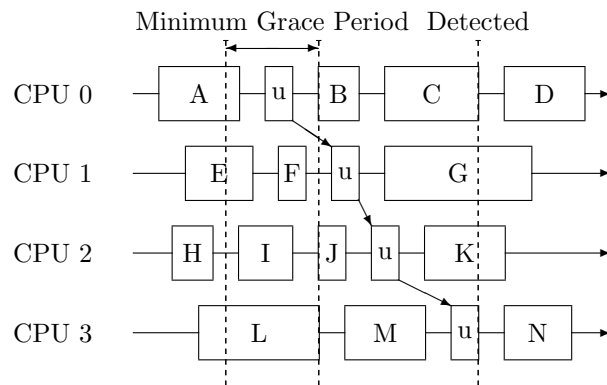 Minimum Grace Period Detected
CPU 0 A u B C D
CPU 1 E F u G
CPU 2 H I J u K
CPU 3 L M u N